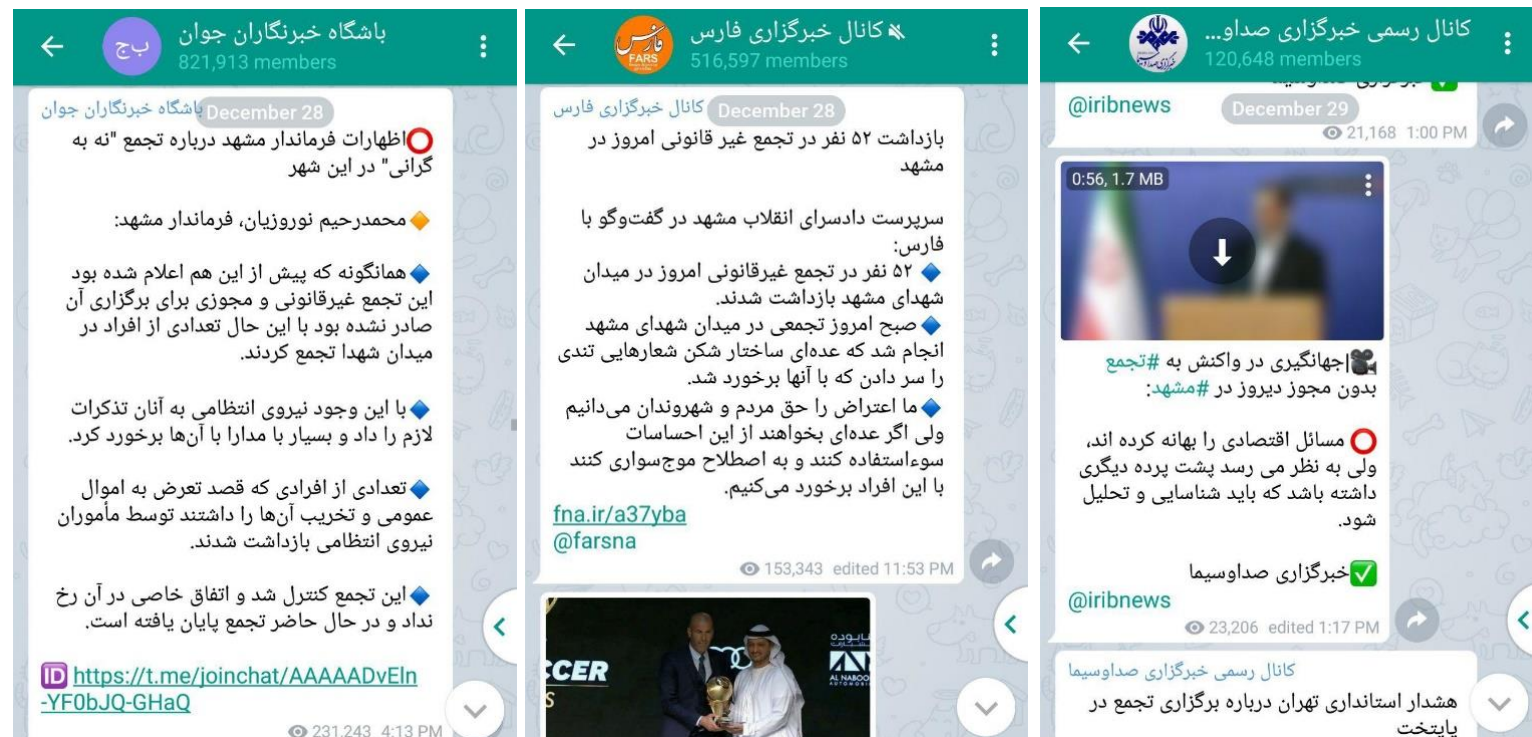 باشگاه خبرنگاران جوان
821,913 members
باشگاه خبرنگاران جوان
December 28
اظهارات فرماندار مشهد درباره تجمع "نه به
گرانی" در این شهر
محمدرحیم نوروزیان، فرماندار مشهد:
همانگونه که پیش از این هم اعلام شده بود
این تجمع غیرقانونی و مجوزی برای برگزاری آن
صادر نشده بود با این حال تعدادی از افراد در
میدان شهدا تجمع کردند.
با این وجود نیروی انتظامی به آنان تذکرات
لازم را داد و بسیار با مدارا با آن‌ها برخورد کرد.
تعدادی از افرادی که قصد تعرض به اموال
عمومی و تخریب آن‌ها را داشتند توسط مأموران
نیروی انتظامی بازداشت شدند.
این تجمع کنترل شد و اتفاق خاصی در آن رخ
نداد و در حال حاضر تجمع پایان یافته است.
ID https://t.me/joinchat/AAAAADvEln
-YF0bJQ-GHaQ
231,243 4:13 PM
کانال خبرگزاری فارس
516,597 members
فارس
FARS
کانال خبرگزاری فارس
December 28
بازداشت ۵۲ نفر در تجمع غیر قانونی امروز در
مشهد
سرپرست دادسرای انقلاب مشهد در گفت‌وگو با
فارس:
۵۲ نفر در تجمع غیرقانونی امروز در میدان
شهدای مشهد بازداشت شدند.
صبح امروز تجمعی در میدان شهدای مشهد
انجام شد که عده‌ای ساختار شکن شعارهایی تندی
را سر دادن که با آنها برخورد شد.
ما اعتراض را حق مردم و شهروندان می‌دانیم
ولی اگر عده‌ای بخواهند از این احساسات
سوءاستفاده کنند و به اصطلاح موج‌سواری کنند
با این افراد برخورد می‌کنیم.
fna.ir/a37yba
@farsna
153,343 edited 11:53 PM
CCER
S
AL NABOO
AUTOMOBI
کانال رسمی خبرگزاری صداو...
120,648 members
@iribnews
December 29
21,168 1:00 PM
0:56, 1.7 MB
جهانگیری در واکنش به #تجمع
بدون مجوز دیروز در #مشهد:
مسائل اقتصادی را بهانه کرده اند،
ولی به نظر می رسد پشت پرده دیگری
داشته باشد که باید شناسایی و تحلیل
شود.
خبرگزاری صداوسیما
@iribnews
23,206 edited 1:17 PM
کانال رسمی خبرگزاری صداوسیما
هشدار استانداری تهران درباره برگزاری تجمع در
پایتخت